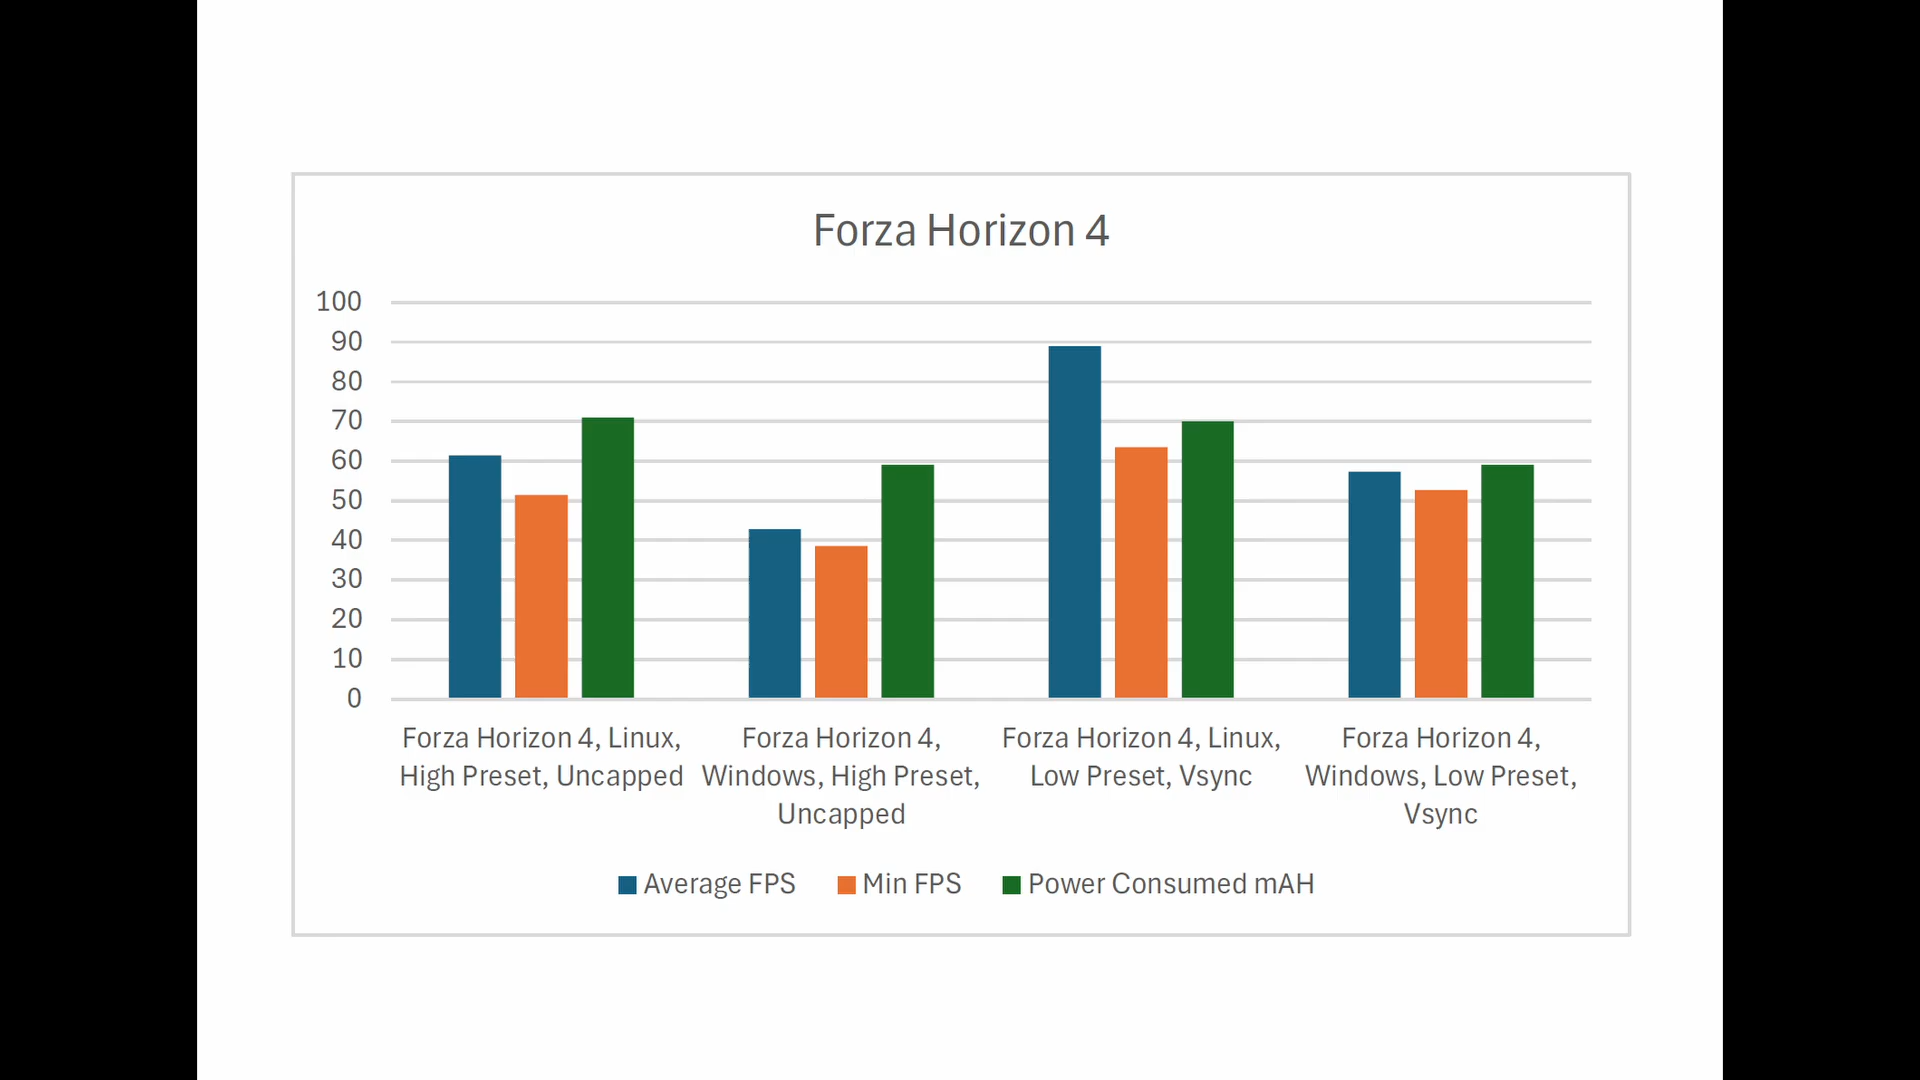 Forza Horizon 4
100
90
80
70
60
50
40
30
20
10
0
Forza Horizon 4, Linux,
High Preset, Uncapped
Forza Horizon 4,
Windows, High Preset,
Uncapped
Forza Horizon 4, Linux,
Low Preset, Vsync
Forza Horizon 4,
Windows, Low Preset,
Vsync
Average FPS
Min FPS
Power Consumed mAH